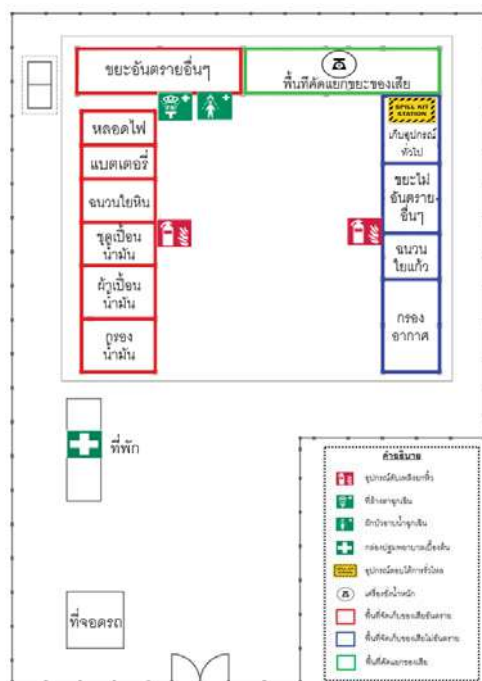 ขยะอันตรายอื่นๆ
พื้นที่คัดแยกขยะของเสีย
หลอดไฟ
แบตเตอรี่
ฉนวนใยหิน
ชุดเปื้อน
น้ำมัน
ผ้าเปื้อน
น้ำมัน
กรอง
น้ำมัน
SPILL KIT
STATION
เก็บอุปกรณ์
ทั่วไป
ขยะไม่
อันตราย
อื่นๆ
ฉนวน
ใยแก้ว
กรอง
อากาศ
ที่พัก
ที่จอดรถ
คำอธิบาย
อุปกรณ์ดับเพลิงยกหิ้ว
ที่ล้างตาฉุกเฉิน
ฝักบัวอาบน้ำฉุกเฉิน
กล่องปฐมพยาบาลเบื้องต้น
อุปกรณ์ตอบโต้การรั่วไหล
เครื่องชั่งน้ำหนัก
พื้นที่จัดเก็บของเสียอันตราย
พื้นที่จัดเก็บของเสียไม่อันตราย
พื้นที่คัดแยกของเสีย